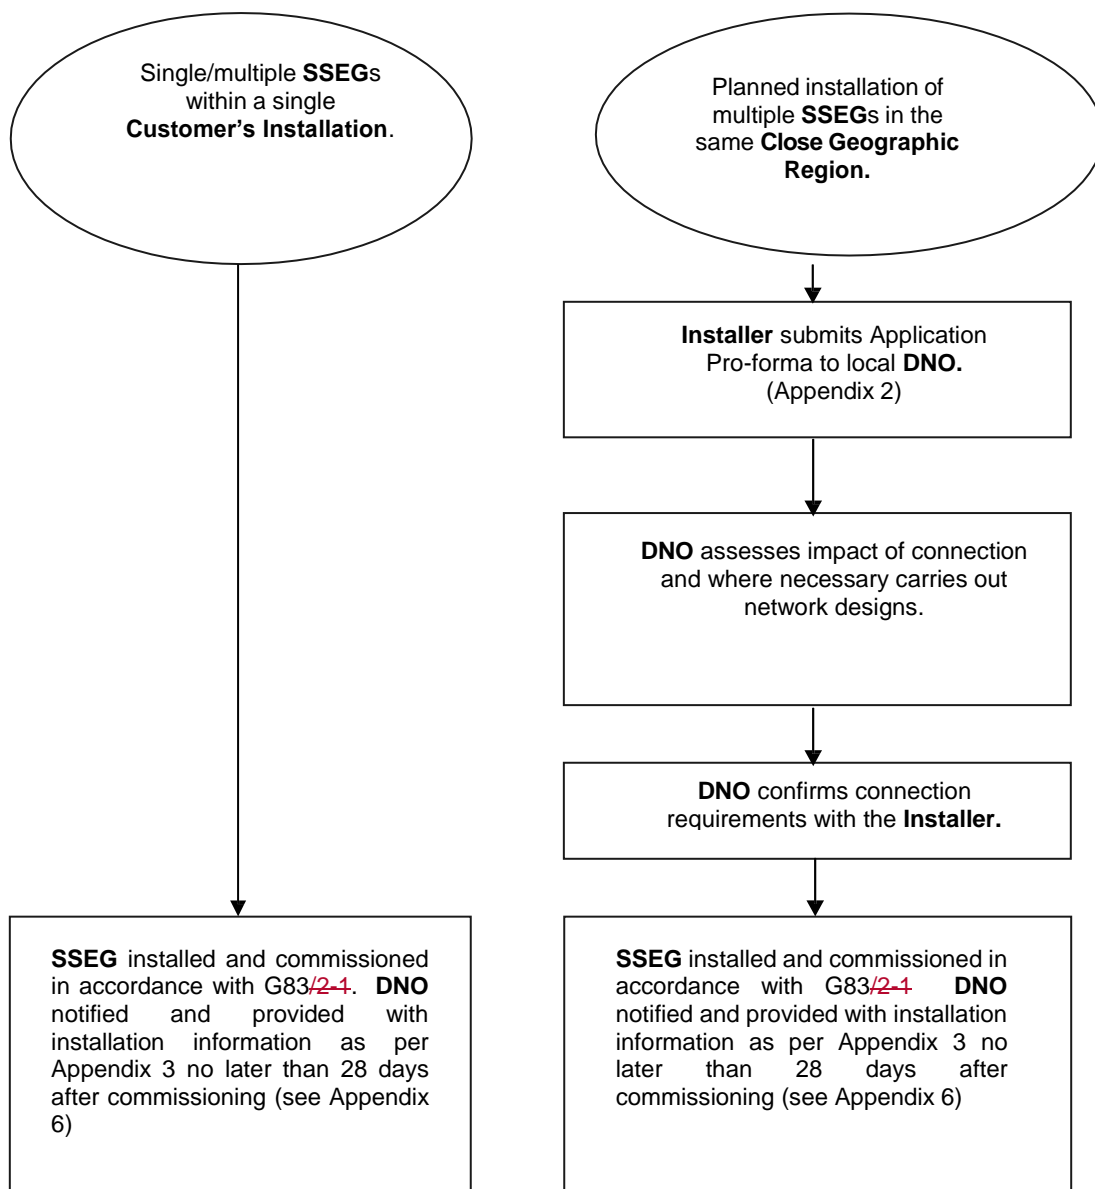 Single/multiple SSEGs
within a single
Customer’s Installation.
Planned installation of
multiple SSEGs in the
same Close Geographic
Region.
Installer submits Application
Pro-forma to local DNO.
(Appendix 2)
DNO assesses impact of connection
and where necessary carries out
network designs.
DNO confirms connection
requirements with the Installer.
SSEG installed and commissioned
in accordance with G83/2-1. DNO
notified and provided with
installation information as per
Appendix 3 no later than 28 days
after commissioning (see Appendix
6)
SSEG installed and commissioned in
accordance with G83/2-1 DNO
notified and provided with installation
information as per Appendix 3 no
later than 28 days after
commissioning (see Appendix 6)